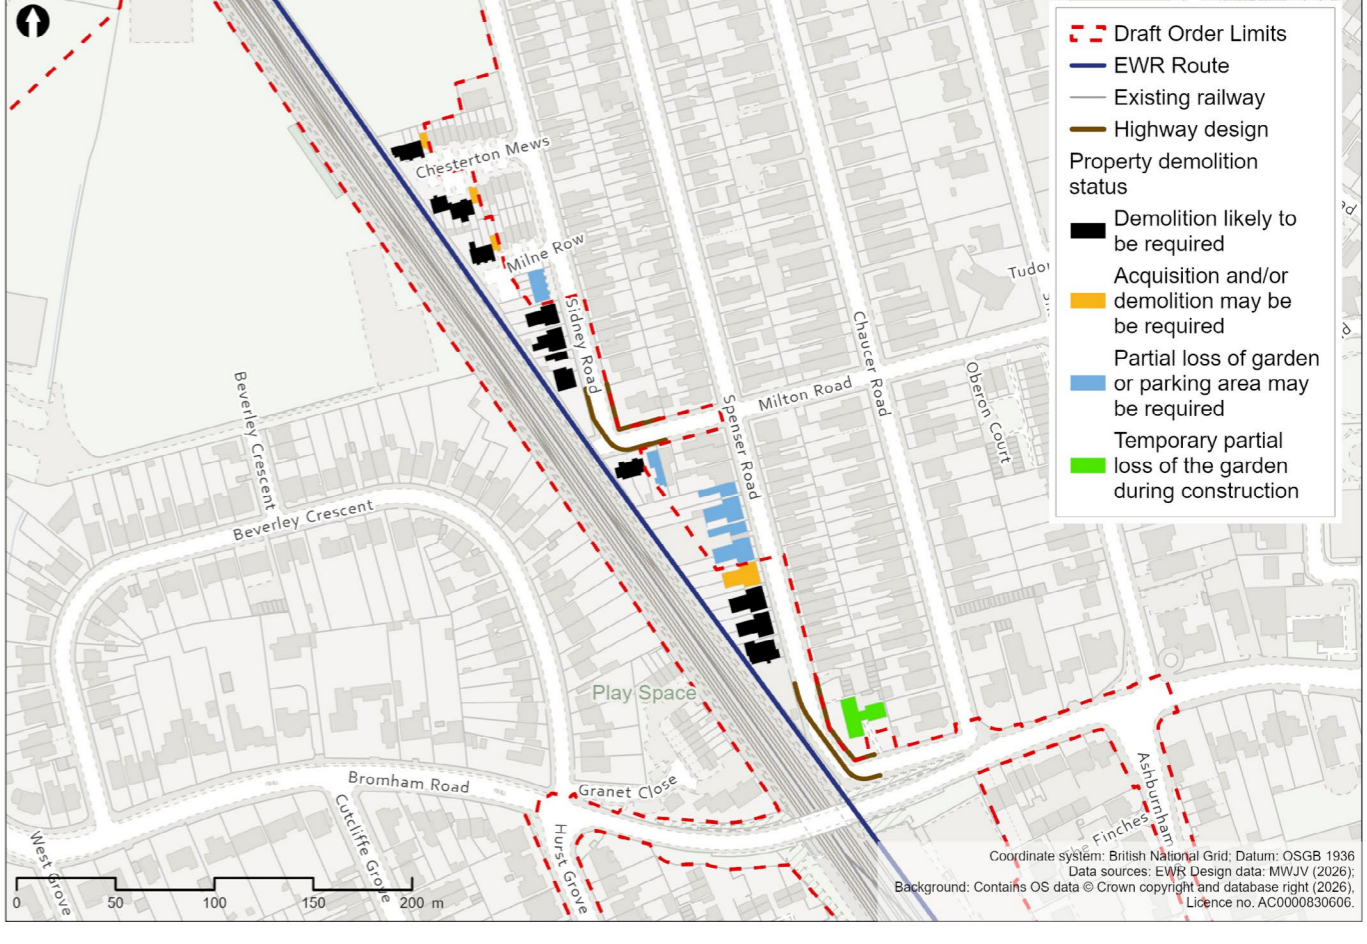 Draft Order Limits
EWR Route
Existing railway
Highway design
Property demolition
status
Demolition likely to
be required
Acquisition and/or
demolition may be
be required
Partial loss of garden
or parking area may
be required
Temporary partial
loss of the garden
during construction
Chesterton Mews
Milne Row
Sidney Road
Spenser Road
Milton Road
Chaucer Road
Oberon Court
Beverley Crescent
Beverley Crescent
Play Space
Bromham Road
Granet Close
Cutcliffe Grove
Hurst Grove
West Grove
Ashburnham
The Finches
Coordinate system: British National Grid; Datum: OSGB 1936
Data sources: EWR Design data: MWJV (2026);
Background: Contains OS data © Crown copyright and database right (2026),
Licence no. AC0000830606.
0 50 100 150 200 m